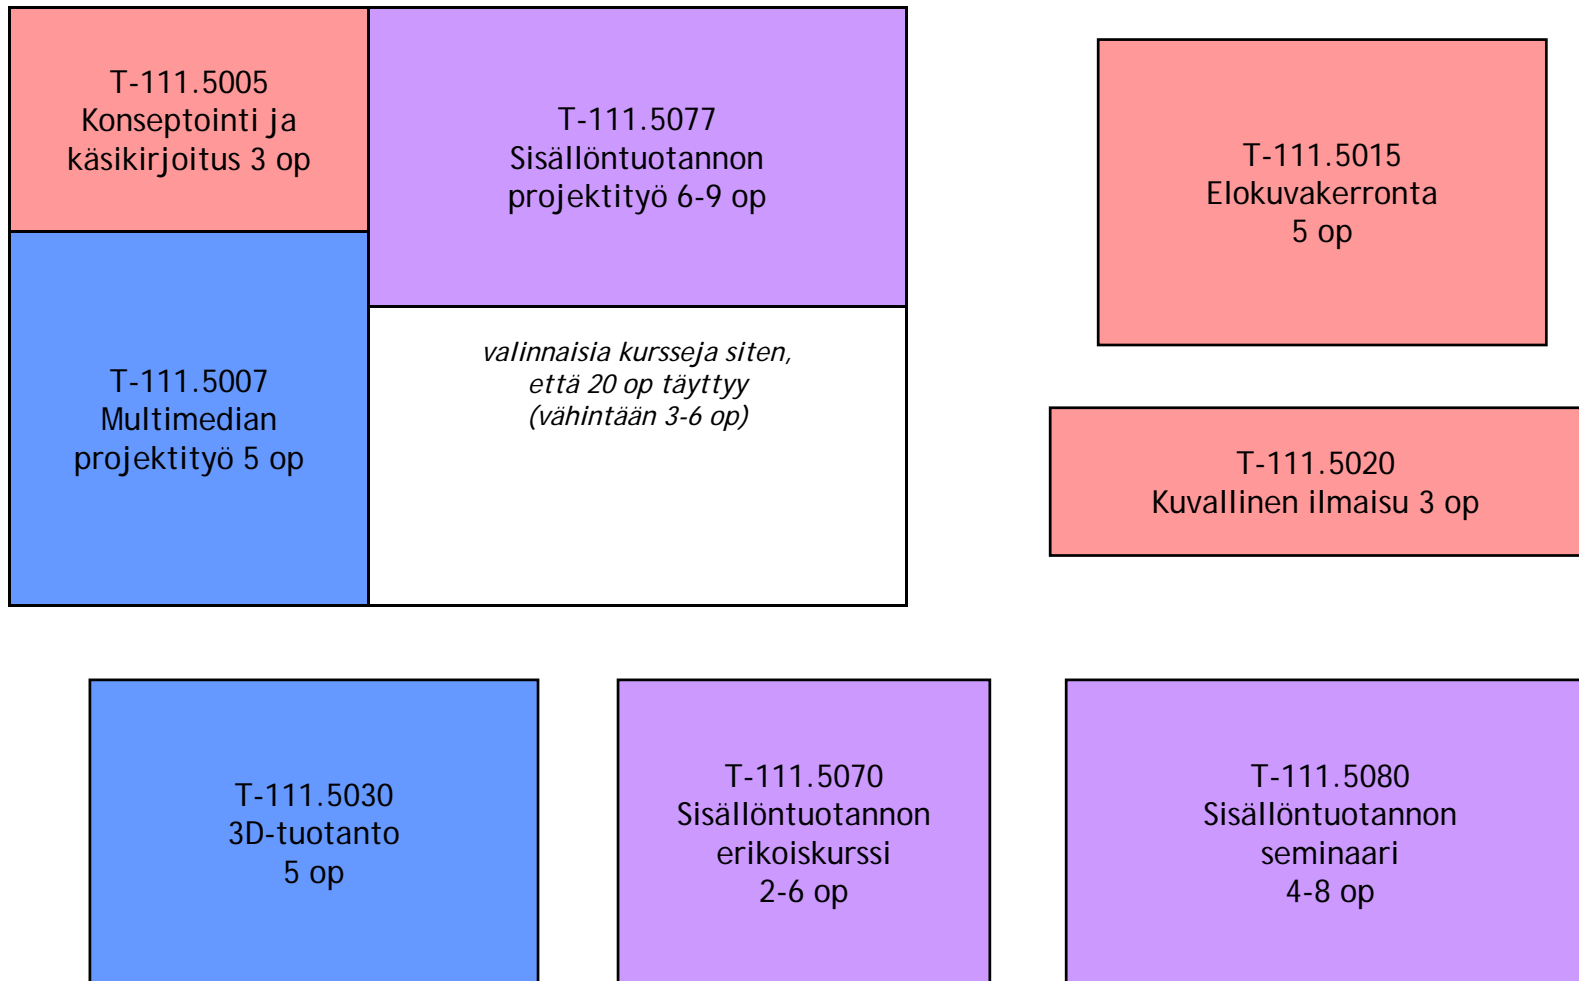 T-111.5005
Konseptointi ja
käsikirjoitus 3 op
T-111.5077
Sisällöntuotannon
projektityö 6-9 op
T-111.5015
Elokuvakerronta
5 op
T-111.5007
Multimedian
projektityö 5 op
valinnaisia kursseja siten,
että 20 op täyttyy
(vähintään 3-6 op)
T-111.5020
Kuvallinen ilmaisu 3 op
T-111.5030
3D-tuotanto
5 op
T-111.5070
Sisällöntuotannon
erikoiskurssi
2-6 op
T-111.5080
Sisällöntuotannon
seminaari
4-8 op